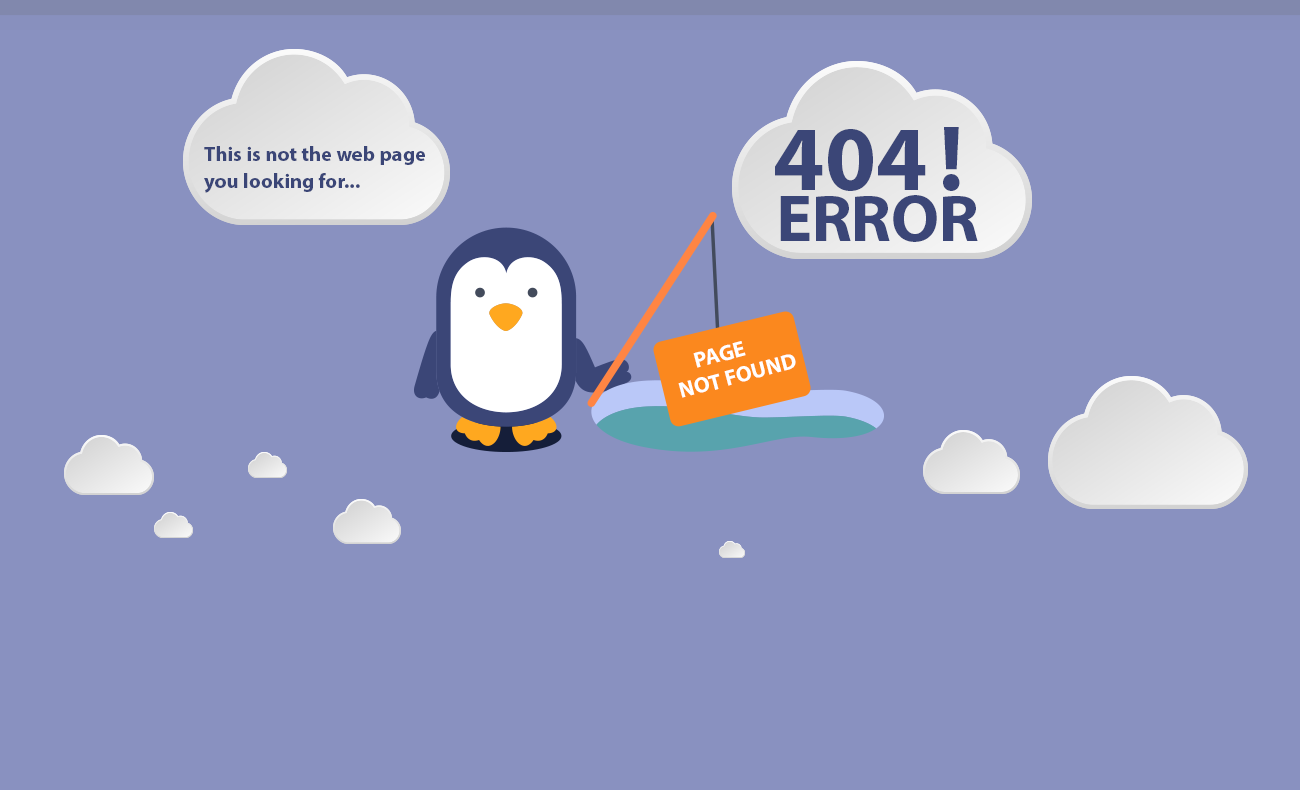 This is not the web page
you looking for...
404!
ERROR
PAGE
NOT FOUND